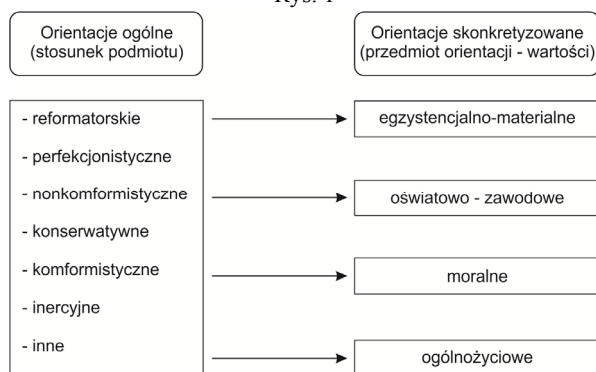 Rys. 1
Orientacje ogólne
(stosunek podmiotu)
Orientacje skonkretyzowane
(przedmiot orientacji - wartości)
- reformatorskie
- perfekcjonistyczne
- nonkomformistyczne
- konserwatywne
- komformistyczne
- inercyjne
- inne
egzystencjalno-materialne
oświatowo - zawodowe
moralne
ogólnożyciowe